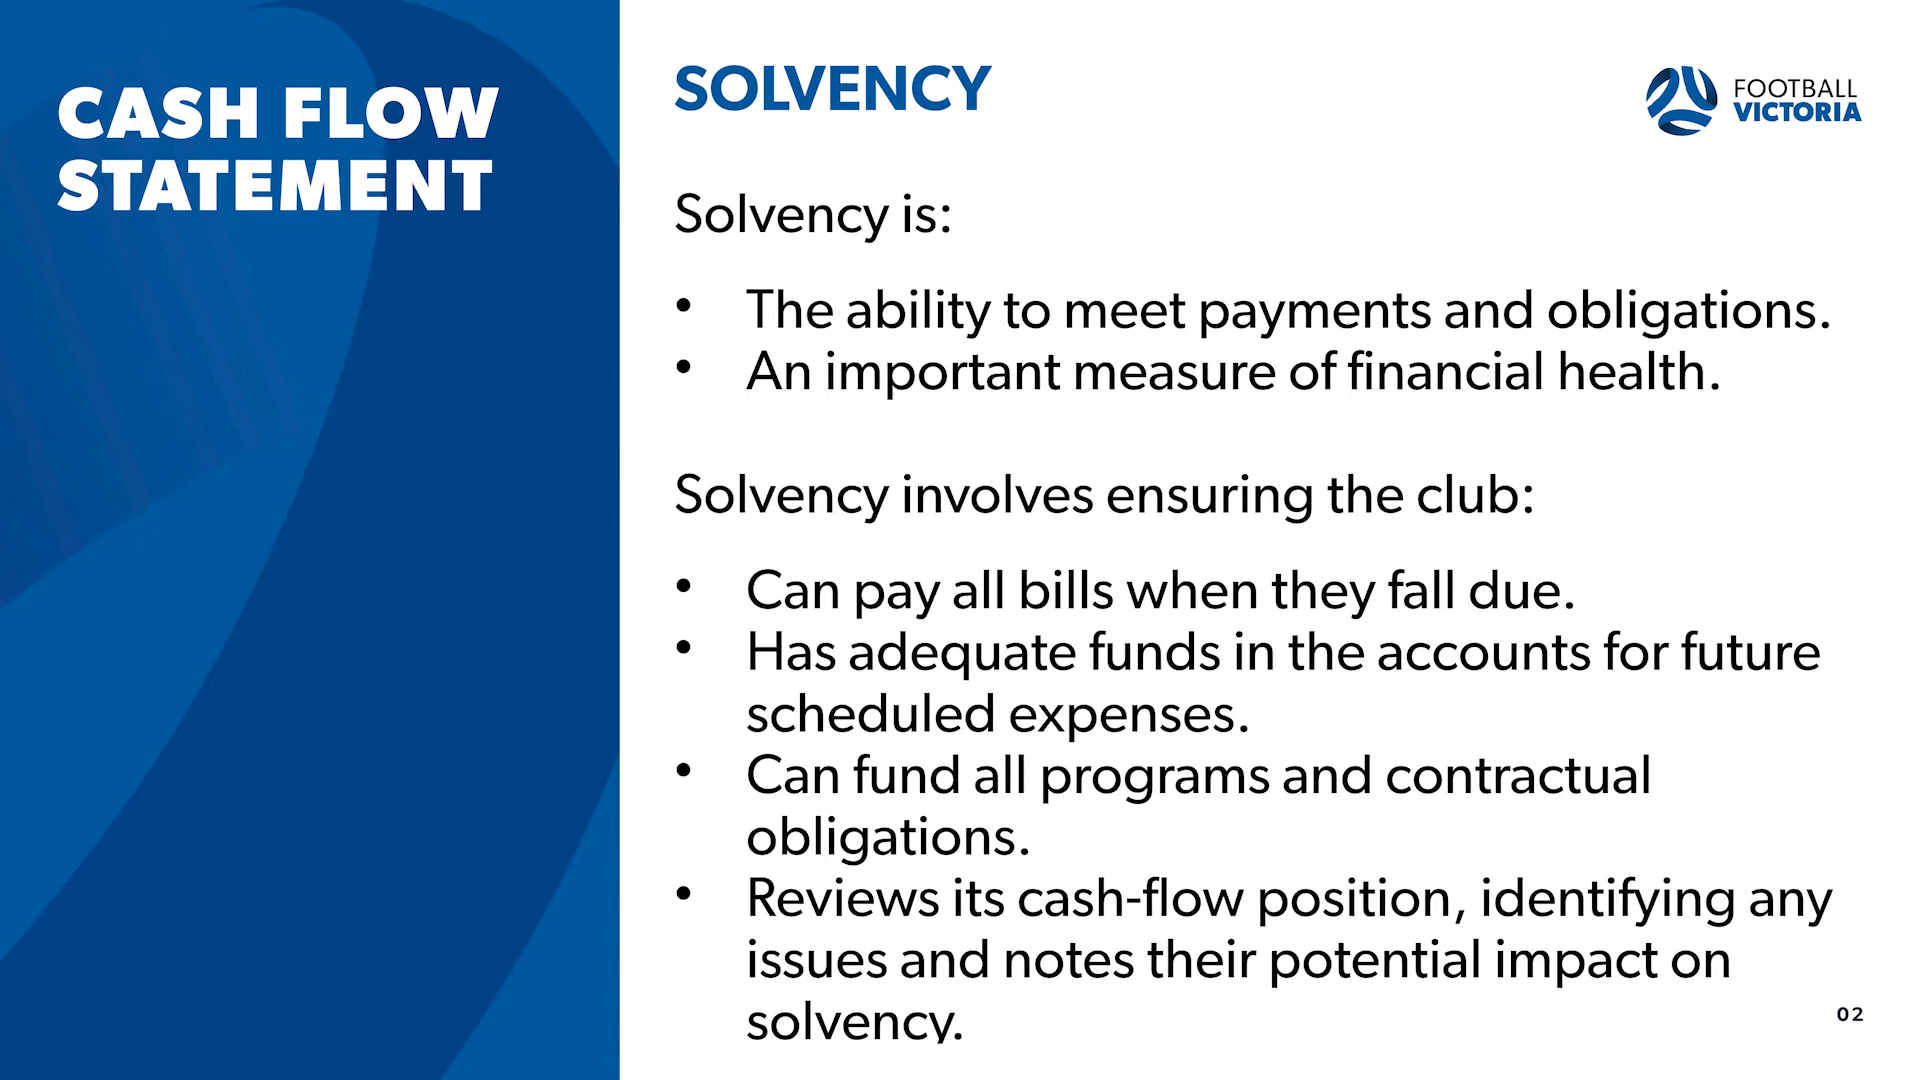 CASH FLOW
STATEMENT
SOLVENCY
FOOTBALL
VICTORIA
Solvency is:
• The ability to meet payments and obligations.
• An important measure of financial health.
Solvency involves ensuring the club:
• Can pay all bills when they fall due.
• Has adequate funds in the accounts for future
scheduled expenses.
• Can fund all programs and contractual
obligations.
• Reviews its cash-flow position, identifying any
issues and notes their potential impact on
solvency.
02